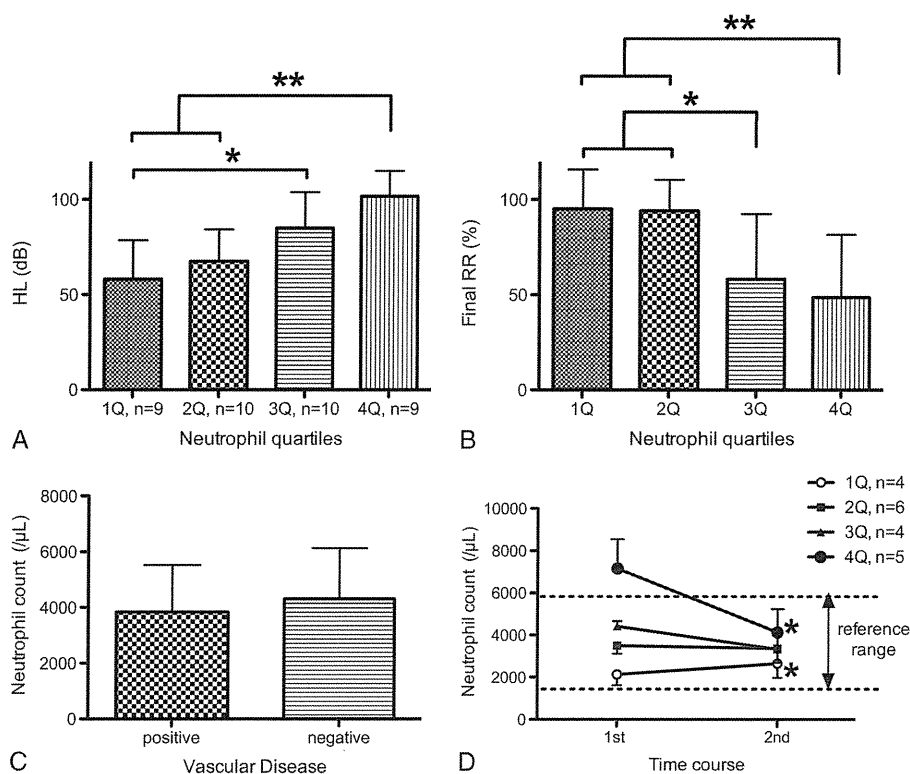 **
*
HL (dB)
100
50
0
1Q, n=9 2Q, n=10 3Q, n=10 4Q, n=9
Neutrophil quartiles
A
**
*
Final RR (%)
100
50
0
1Q 2Q 3Q 4Q
Neutrophil quartiles
B
Neutrophil count (/µL)
8000
6000
4000
2000
0
positive negative
Vascular Disease
C
1Q, n=4
2Q, n=6
3Q, n=4
4Q, n=5
Neutrophil count (/µL)
10000
8000
6000
4000
2000
0
*
*
reference
range
1st 2nd
Time course
D